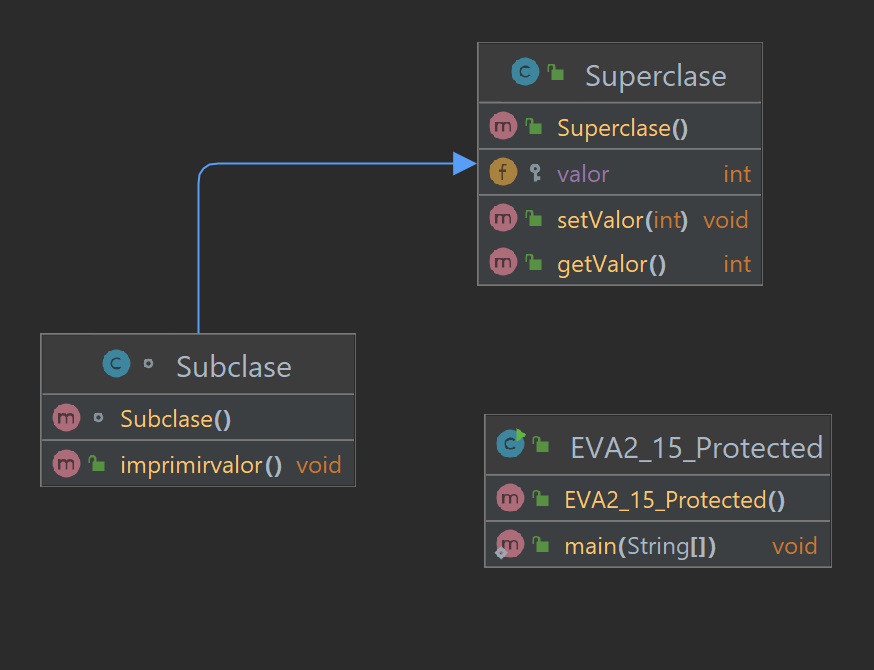 Superclase
Superclase()
valor int
setValor(int) void
getValor() int
Subclase
Subclase()
imprimirvalor() void
EVA2_15_Protected
EVA2_15_Protected()
main(String[]) void